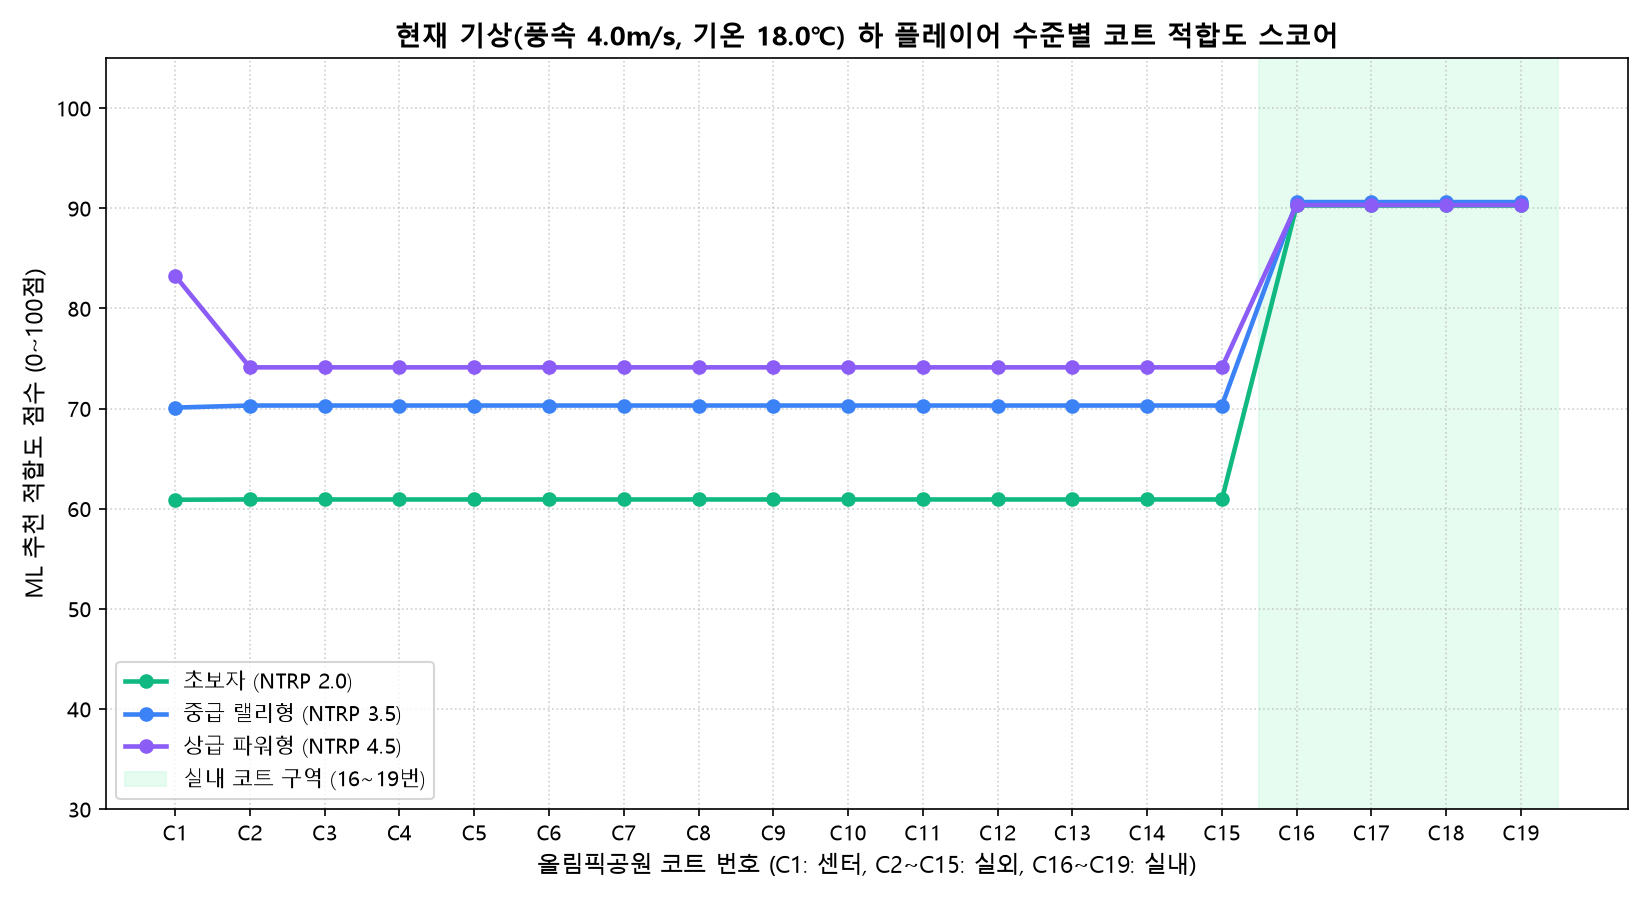 현재 기상(풍속 4.0m/s, 기온 18.0℃) 하 플레이어 수준별 코트 적합도 스코어
ML 추천 적합도 점수 (0~100점)
100
90
80
70
60
50
40
30
초보자 (NTRP 2.0)
중급 랠리형 (NTRP 3.5)
상급 파워형 (NTRP 4.5)
실내 코트 구역 (16~19번)
C1 C2 C3 C4 C5 C6 C7 C8 C9 C10 C11 C12 C13 C14 C15 C16 C17 C18 C19
올림픽공원 코트 번호 (C1: 센터, C2~C15: 실외, C16~C19: 실내)